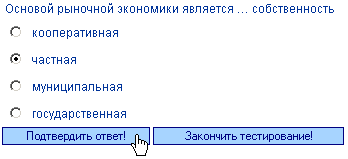 Основой рыночной экономики является ... собственность
кооперативная
частная
муниципальная
государственная
Подтвердить ответ! Закончить тестирование!